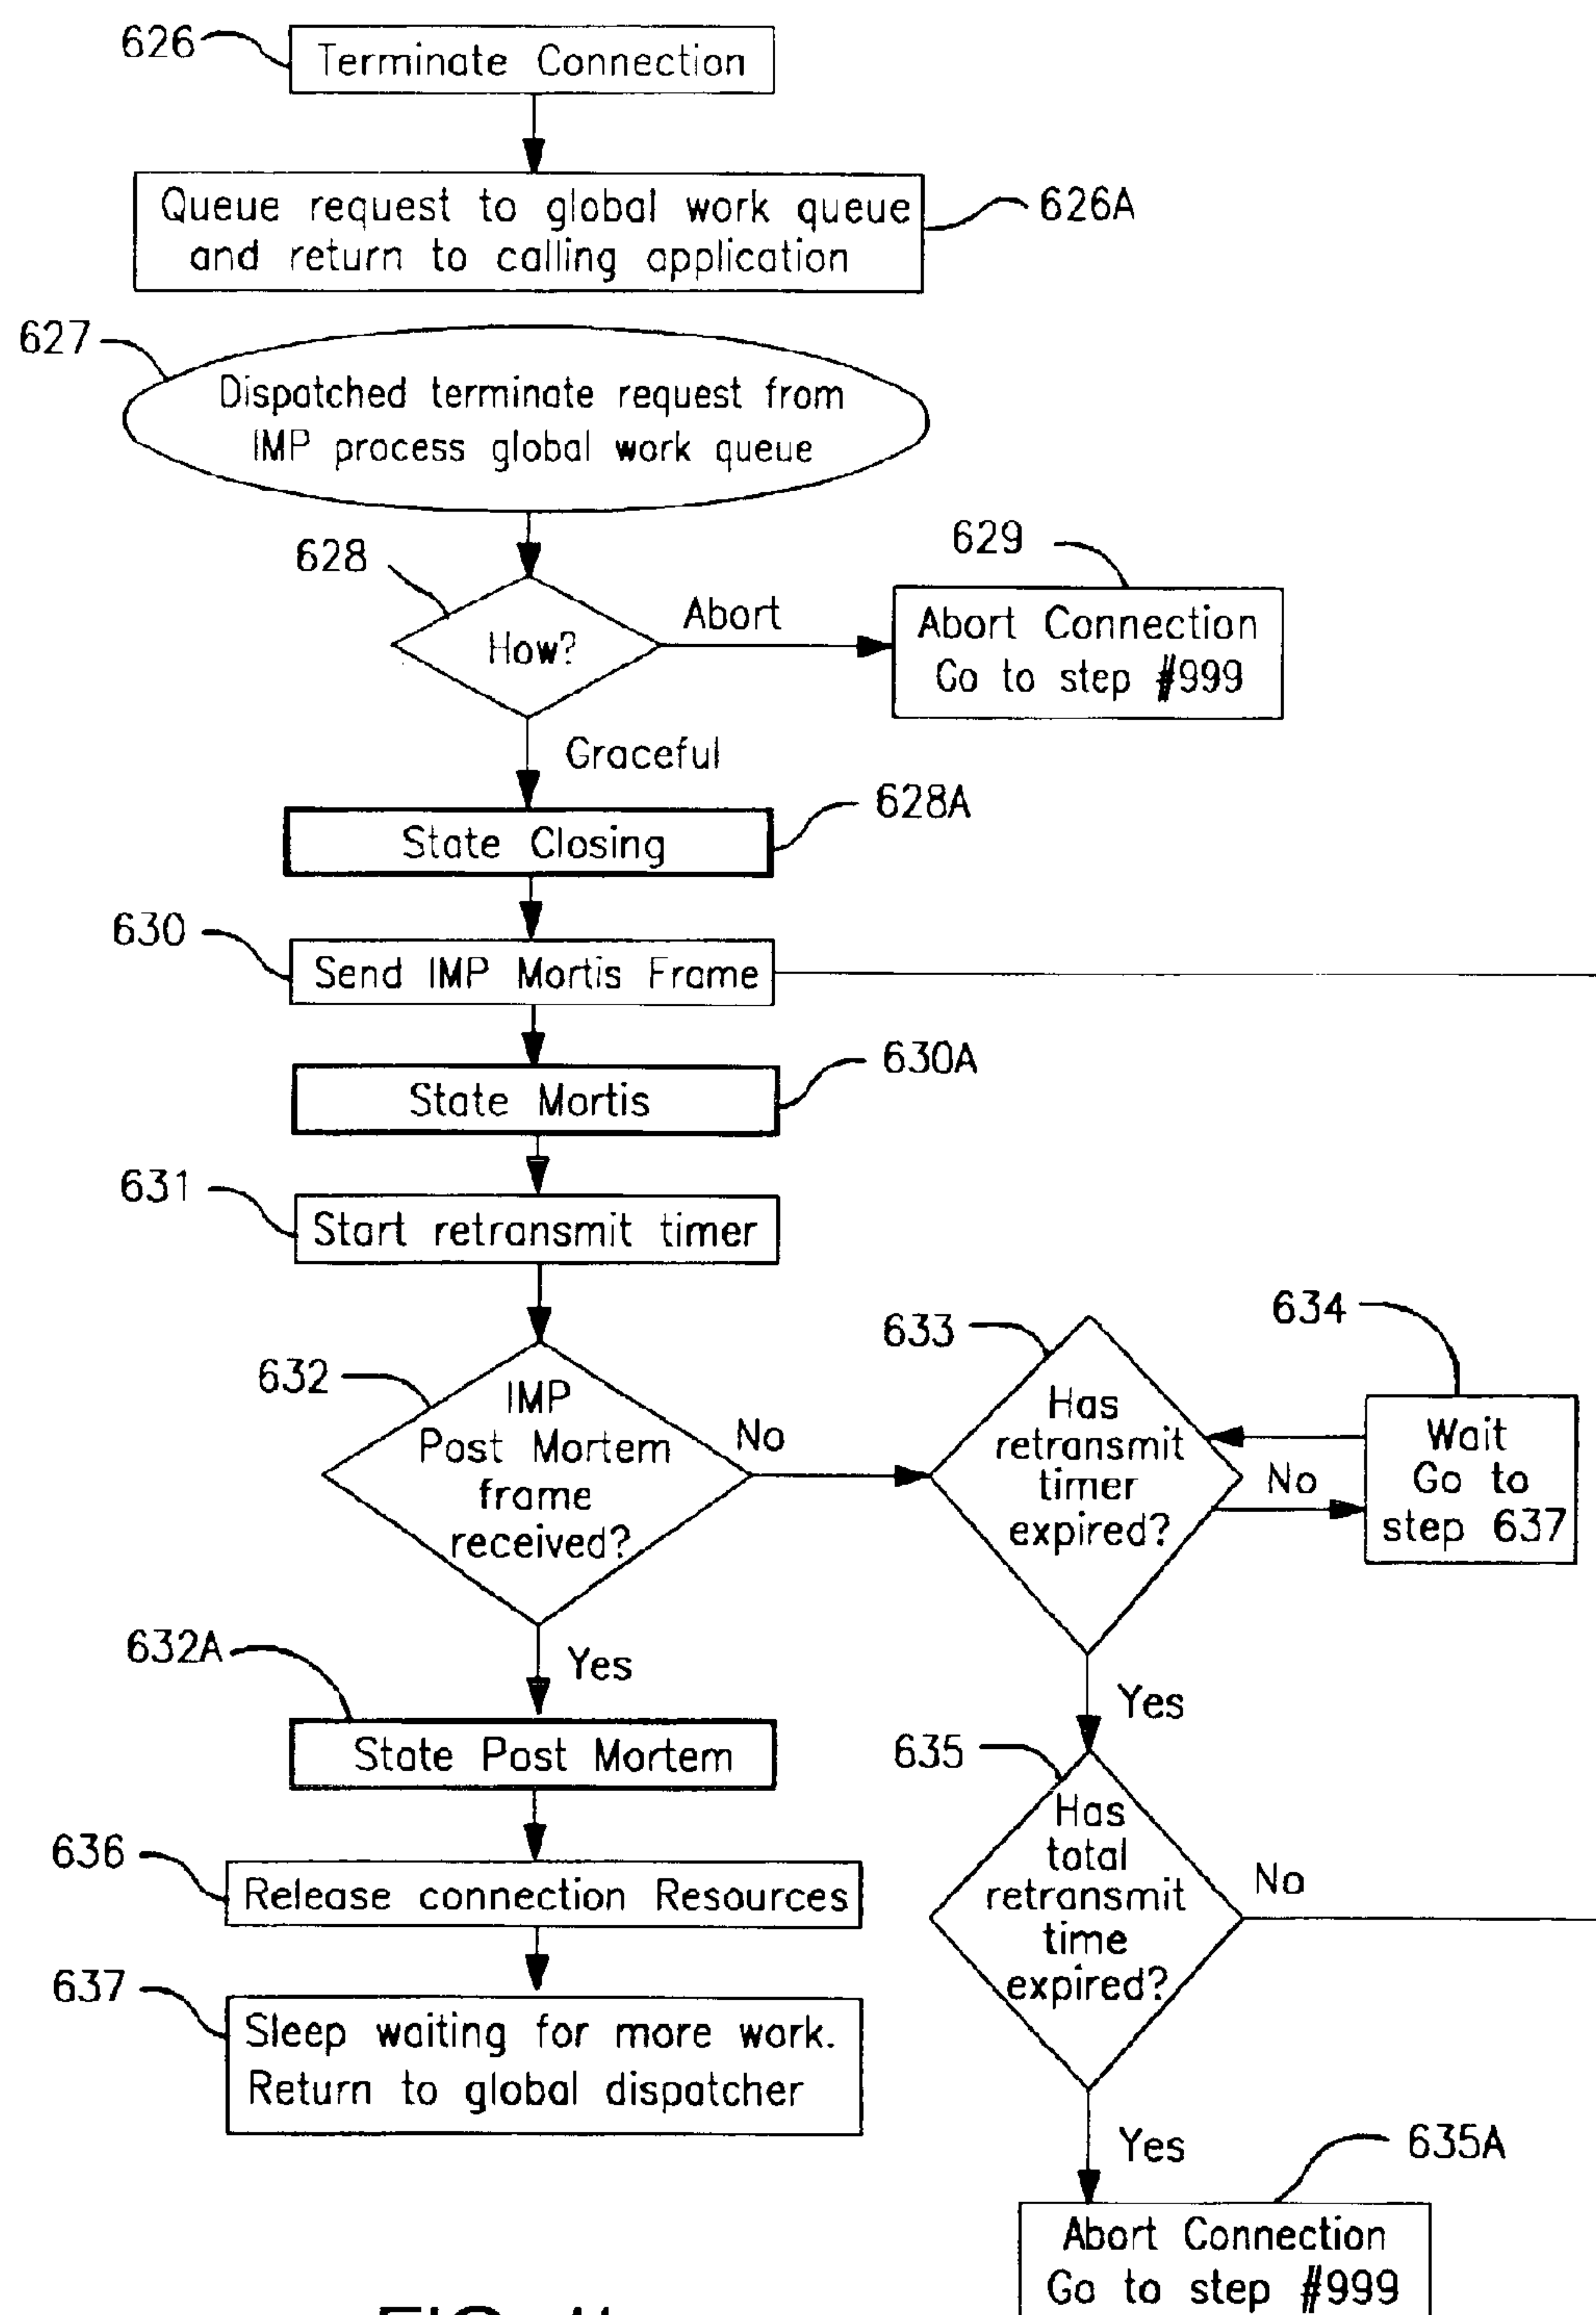 626
Terminate Connection
Queue request to global work queue
and return to calling application
626A
627
Dispatched terminate request from
IMP process global work queue
628
How?
Abort
629
Abort Connection
Go to step #999
Graceful
State Closing
628A
630
Send IMP Mortis Frame
State Mortis
630A
631
Start retransmit timer
632
IMP
Post Mortem
frame
received?
No
633
Has
retransmit
timer
expired?
No
634
Wait
Go to
step 637
Yes
632A
State Post Mortem
Yes
635
Has
total
retransmit
time
expired?
No
636
Release connection Resources
637
Sleep waiting for more work.
Return to global dispatcher
Yes
635A
Abort Connection
Go to step #999